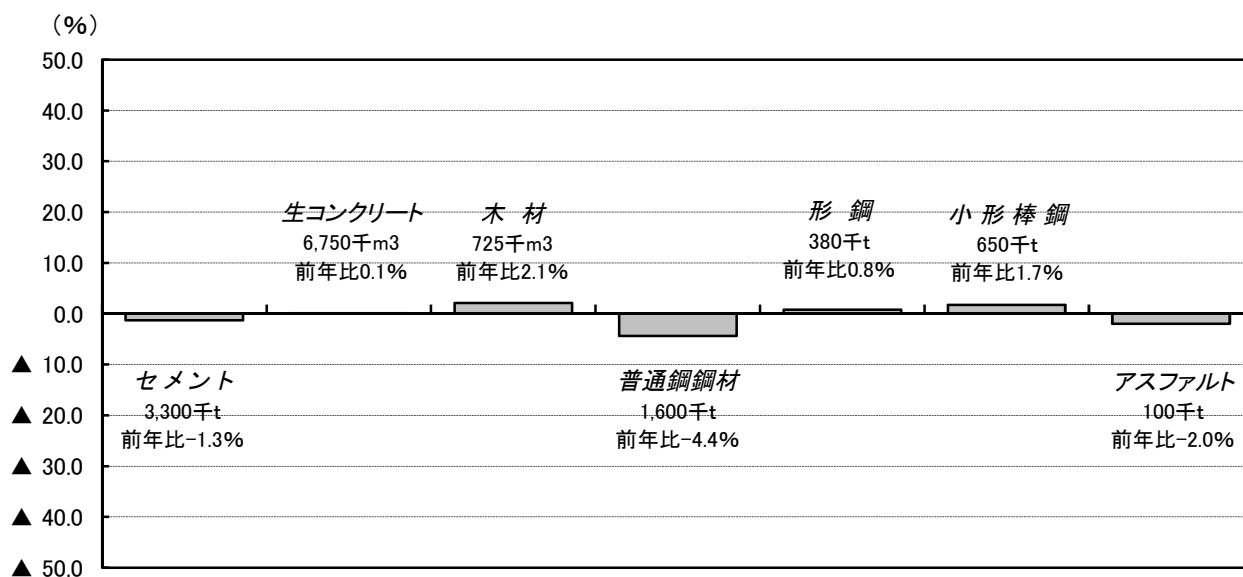 （％）
50.0
40.0
30.0
20.0
10.0
0.0
▲ 10.0
▲ 20.0
▲ 30.0
▲ 40.0
▲ 50.0
生コンクリート
6,750千m3
前年比0.1%
木 材
725千m3
前年比2.1%
形 鋼
380千t
前年比0.8%
小 形 棒 鋼
650千t
前年比1.7%
セ メ ン ト
3,300千t
前年比-1.3%
普通鋼鋼材
1,600千t
前年比-4.4%
アスファルト
100千t
前年比-2.0%